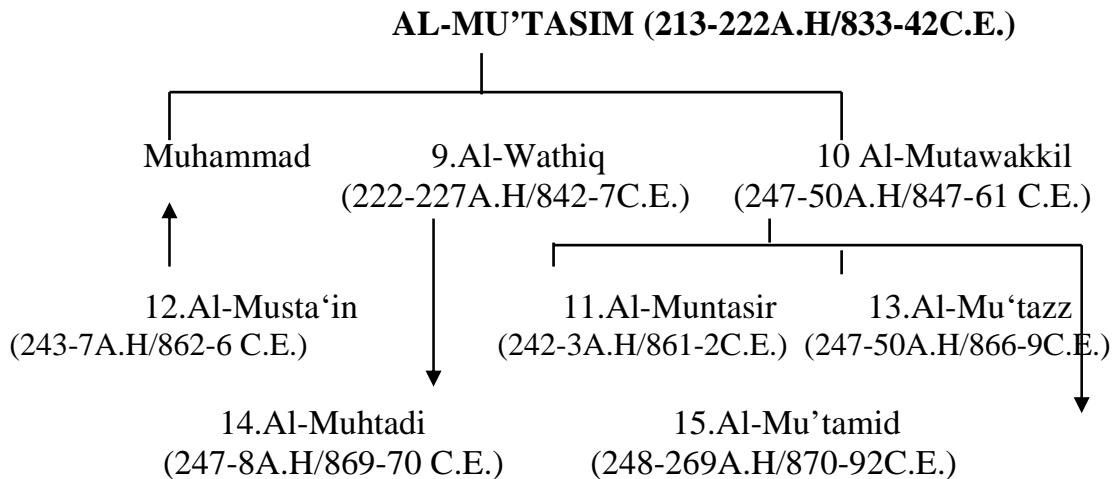 AL-MU’TASIM (213-222A.H/833-42C.E.)
Muhammad 9.Al-Wathiq 10 Al-Mutawakkil
(222-227A.H/842-7C.E.) (247-50A.H/847-61 C.E.)
12.Al-Musta‘in 11.Al-Muntasir 13.Al-Mu‘tazz
(243-7A.H/862-6 C.E.) (242-3A.H/861-2C.E.) (247-50A.H/866-9C.E.)
14.Al-Muhtadi 15.Al-Mu’tamid
(247-8A.H/869-70 C.E.) (248-269A.H/870-92C.E.)